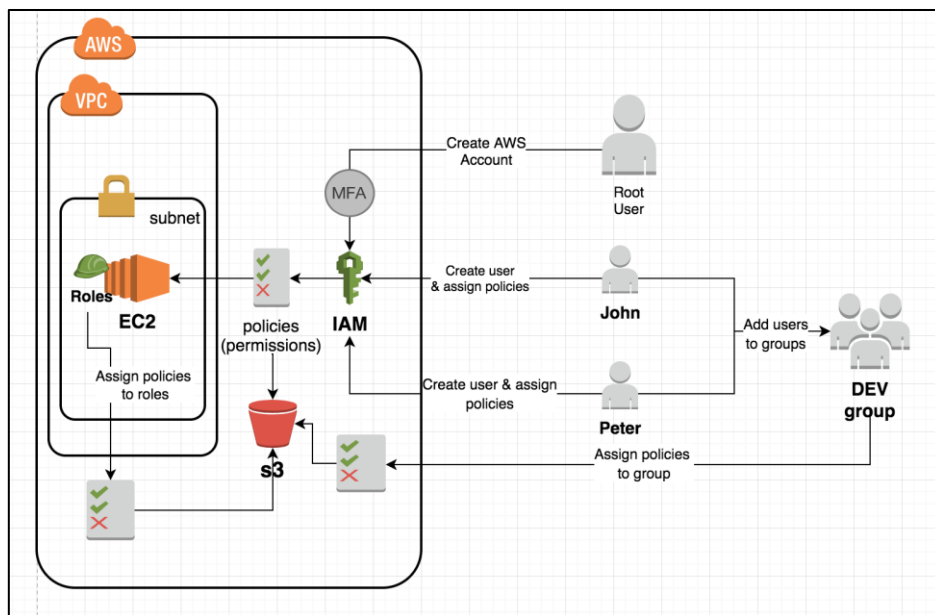 AWS
VPC
Create AWS
Account
MFA
Root
User
subnet
Roles
EC2
policies
(permissions)
IAM
Create user
& assign policies
John
Add users
to groups
DEV
group
Assign policies
to roles
Create user & assign
policies
Peter
s3
Assign policies
to group